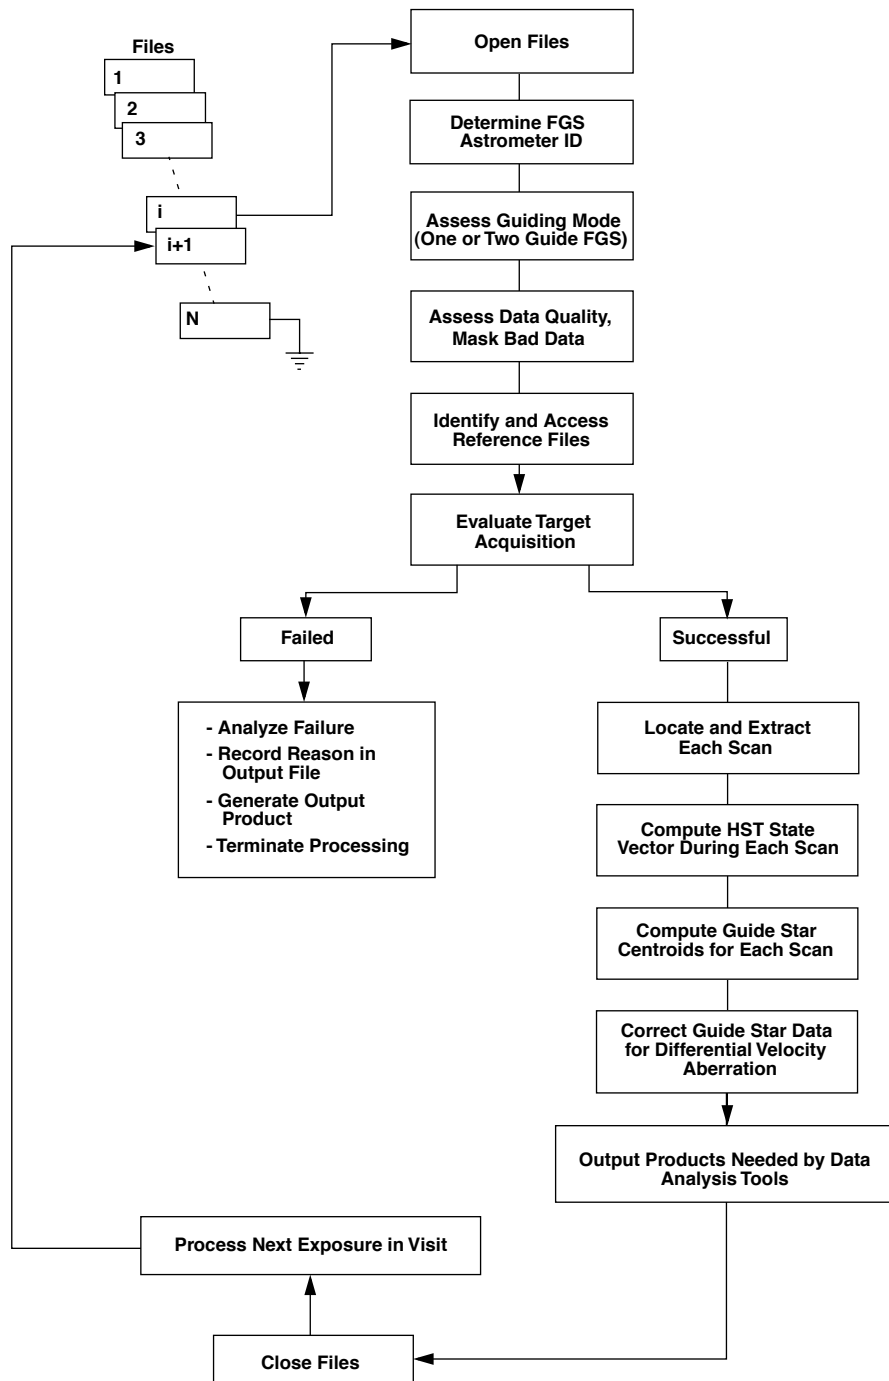 Files
1
2
3
i
i+1
N
Open Files
Determine FGS
Astrometer ID
Assess Guiding Mode
(One or Two Guide FGS)
Assess Data Quality,
Mask Bad Data
Identify and Access
Reference Files
Evaluate Target
Acquisition
Failed
- Analyze Failure
- Record Reason in
Output File
- Generate Output
Product
- Terminate Processing
Successful
Locate and Extract
Each Scan
Compute HST State
Vector During Each Scan
Compute Guide Star
Centroids for Each Scan
Correct Guide Star Data
for Differential Velocity
Aberration
Output Products Needed by Data
Analysis Tools
Process Next Exposure in Visit
Close Files